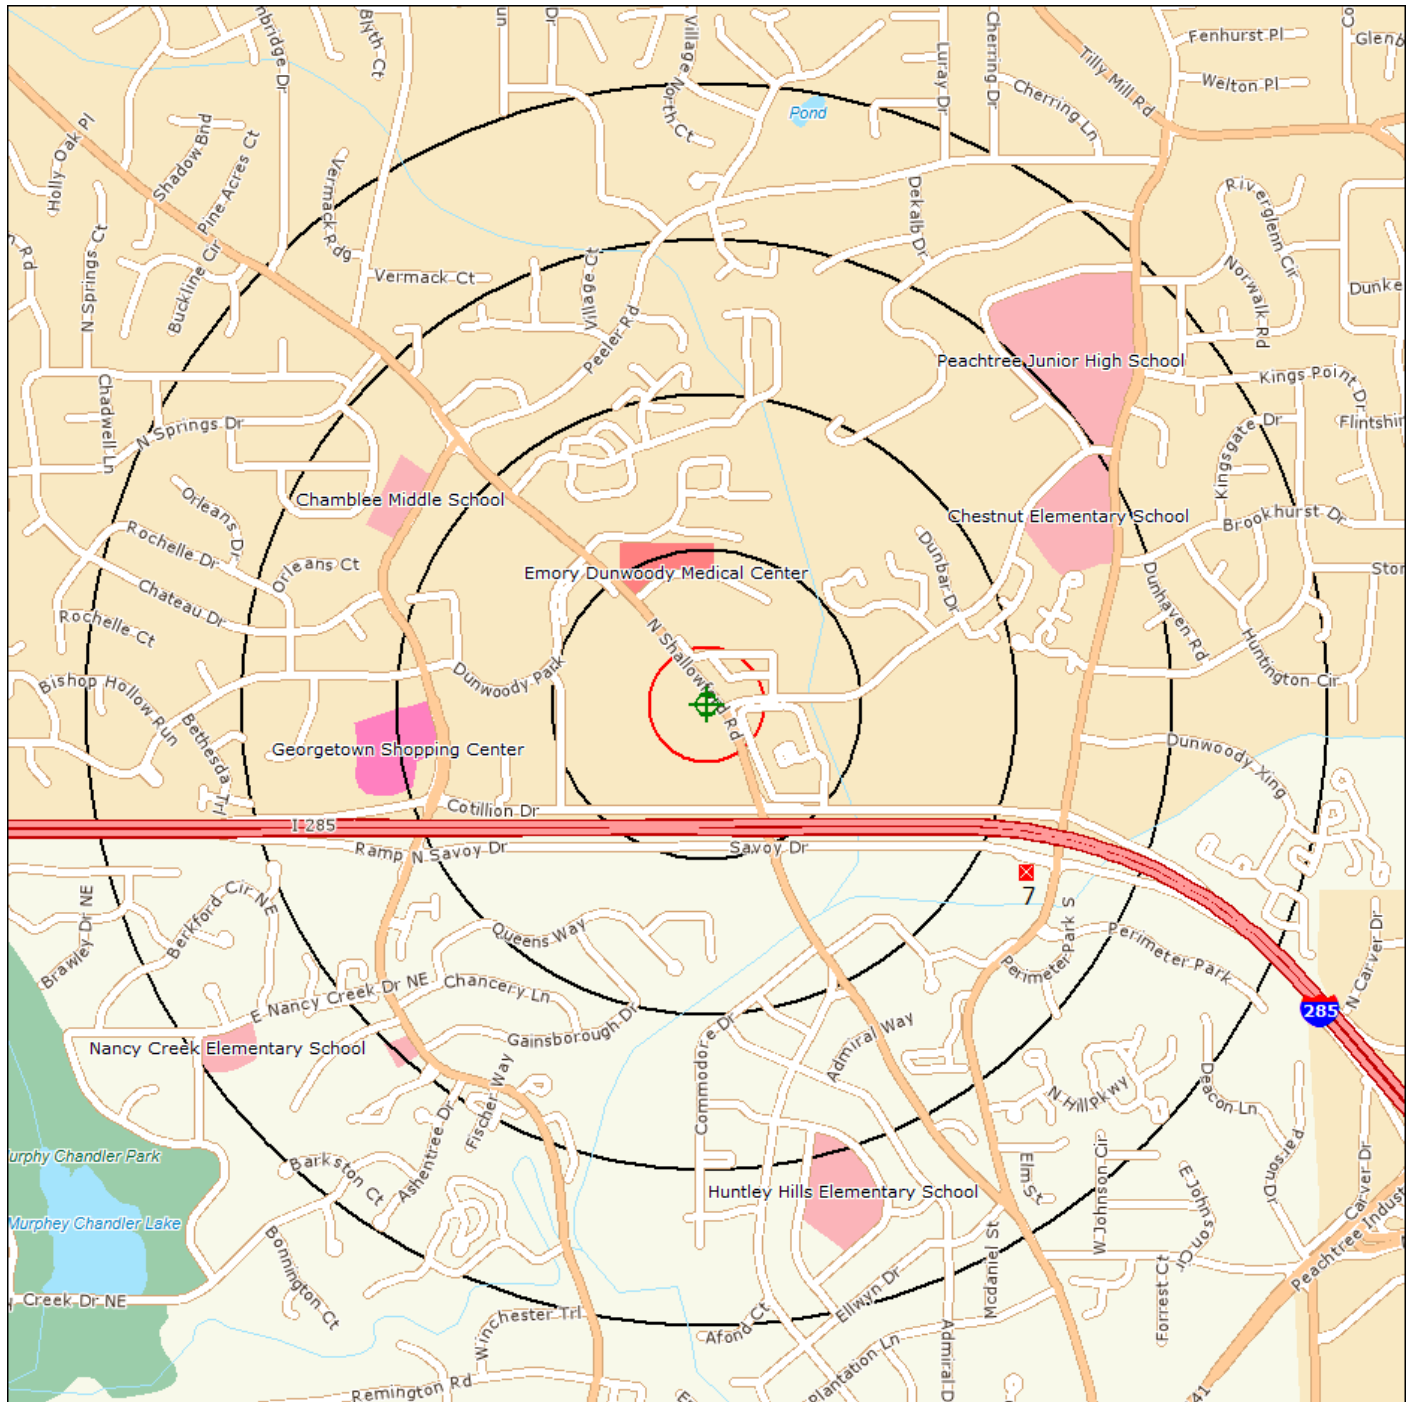 Blyth Ct
Village N
North Ct
Luray Dr
Cherring Dr
Fenhurst Pl
Glenb
Tilly Mill Rd
Welton Pl
Cherring Ln
Pond
Holly Oak Pl
Shadow Bnd
Pine Acres Ct
Vermack Rdg
Dekalb Dr
Riverglenn Cir
N Springs Ct
Buckline Cir
Vermack Ct
Village Ct
Norwalk Rd
Dunke
Peeler Rd
Peachtree Junior High School
Kings Point Dr
Chadwell Ln
N Springs Dr
Kingsgate Dr
Flintshir
Chamblee Middle School
Orleans Dr
Chestnut Elementary School
Brookhurst Dr
Rochelle Dr
Orleans Ct
Emory Dunwoody Medical Center
Dunbar Dr
Dunhaven Rd
Chateau Dr
Rochelle Ct
N Shallowford Rd
Huntington Cir
Bishop Hollow Run
Dunwoody Park
Bethesda Trl
Georgetown Shopping Center
Dunwoody Xing
Cotillion Dr
I 285
Ramp N Savoy Dr
Savoy Dr
7
Brawley Dr NE
Berkford Cir NE
Queens Way
Perimeter Park S
Perimeter Park
N Carver Dr
E Nancy Creek Dr NE
Chancery Ln
285
Gainsborough Dr
Commodore Dr
Admiral Way
Nancy Creek Elementary School
Fischer Way
N Hill Pkwy
Deacon Ln
Ashentree Dr
Parsons Dr
urphy Chandler Park
Barkston Ct
Elm St
W Johnson Cir
E Johnson Cir
Carver Dr
Huntley Hills Elementary School
Murphey Chandler Lake
Peachtree Indust
Bonnington Ct
Mcdaniel St
Ellwyn Dr
Forrest Ct
Creek Dr NE
Winchester Trl
Afond Ct
Plantation Ln
Admiral D
Remington Rd
41